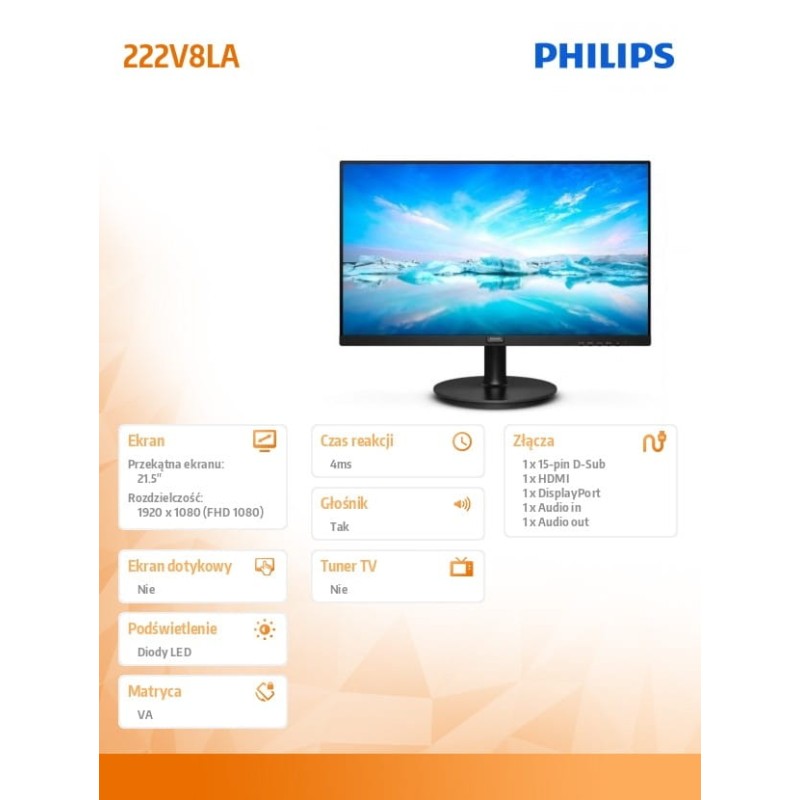 222V8LA
PHILIPS
Ekran
Przekątna ekranu:
21.5"
Rozdzielczość:
1920 x 1080 (FHD 1080)
Ekran dotykowy
Nie
Podświetlenie
Diody LED
Matryca
VA
Czas reakcji
4ms
Głośnik
Tak
Tuner TV
Nie
Złącza
1 x 15-pin D-Sub
1 x HDMI
1 x DisplayPort
1 x Audio in
1 x Audio out